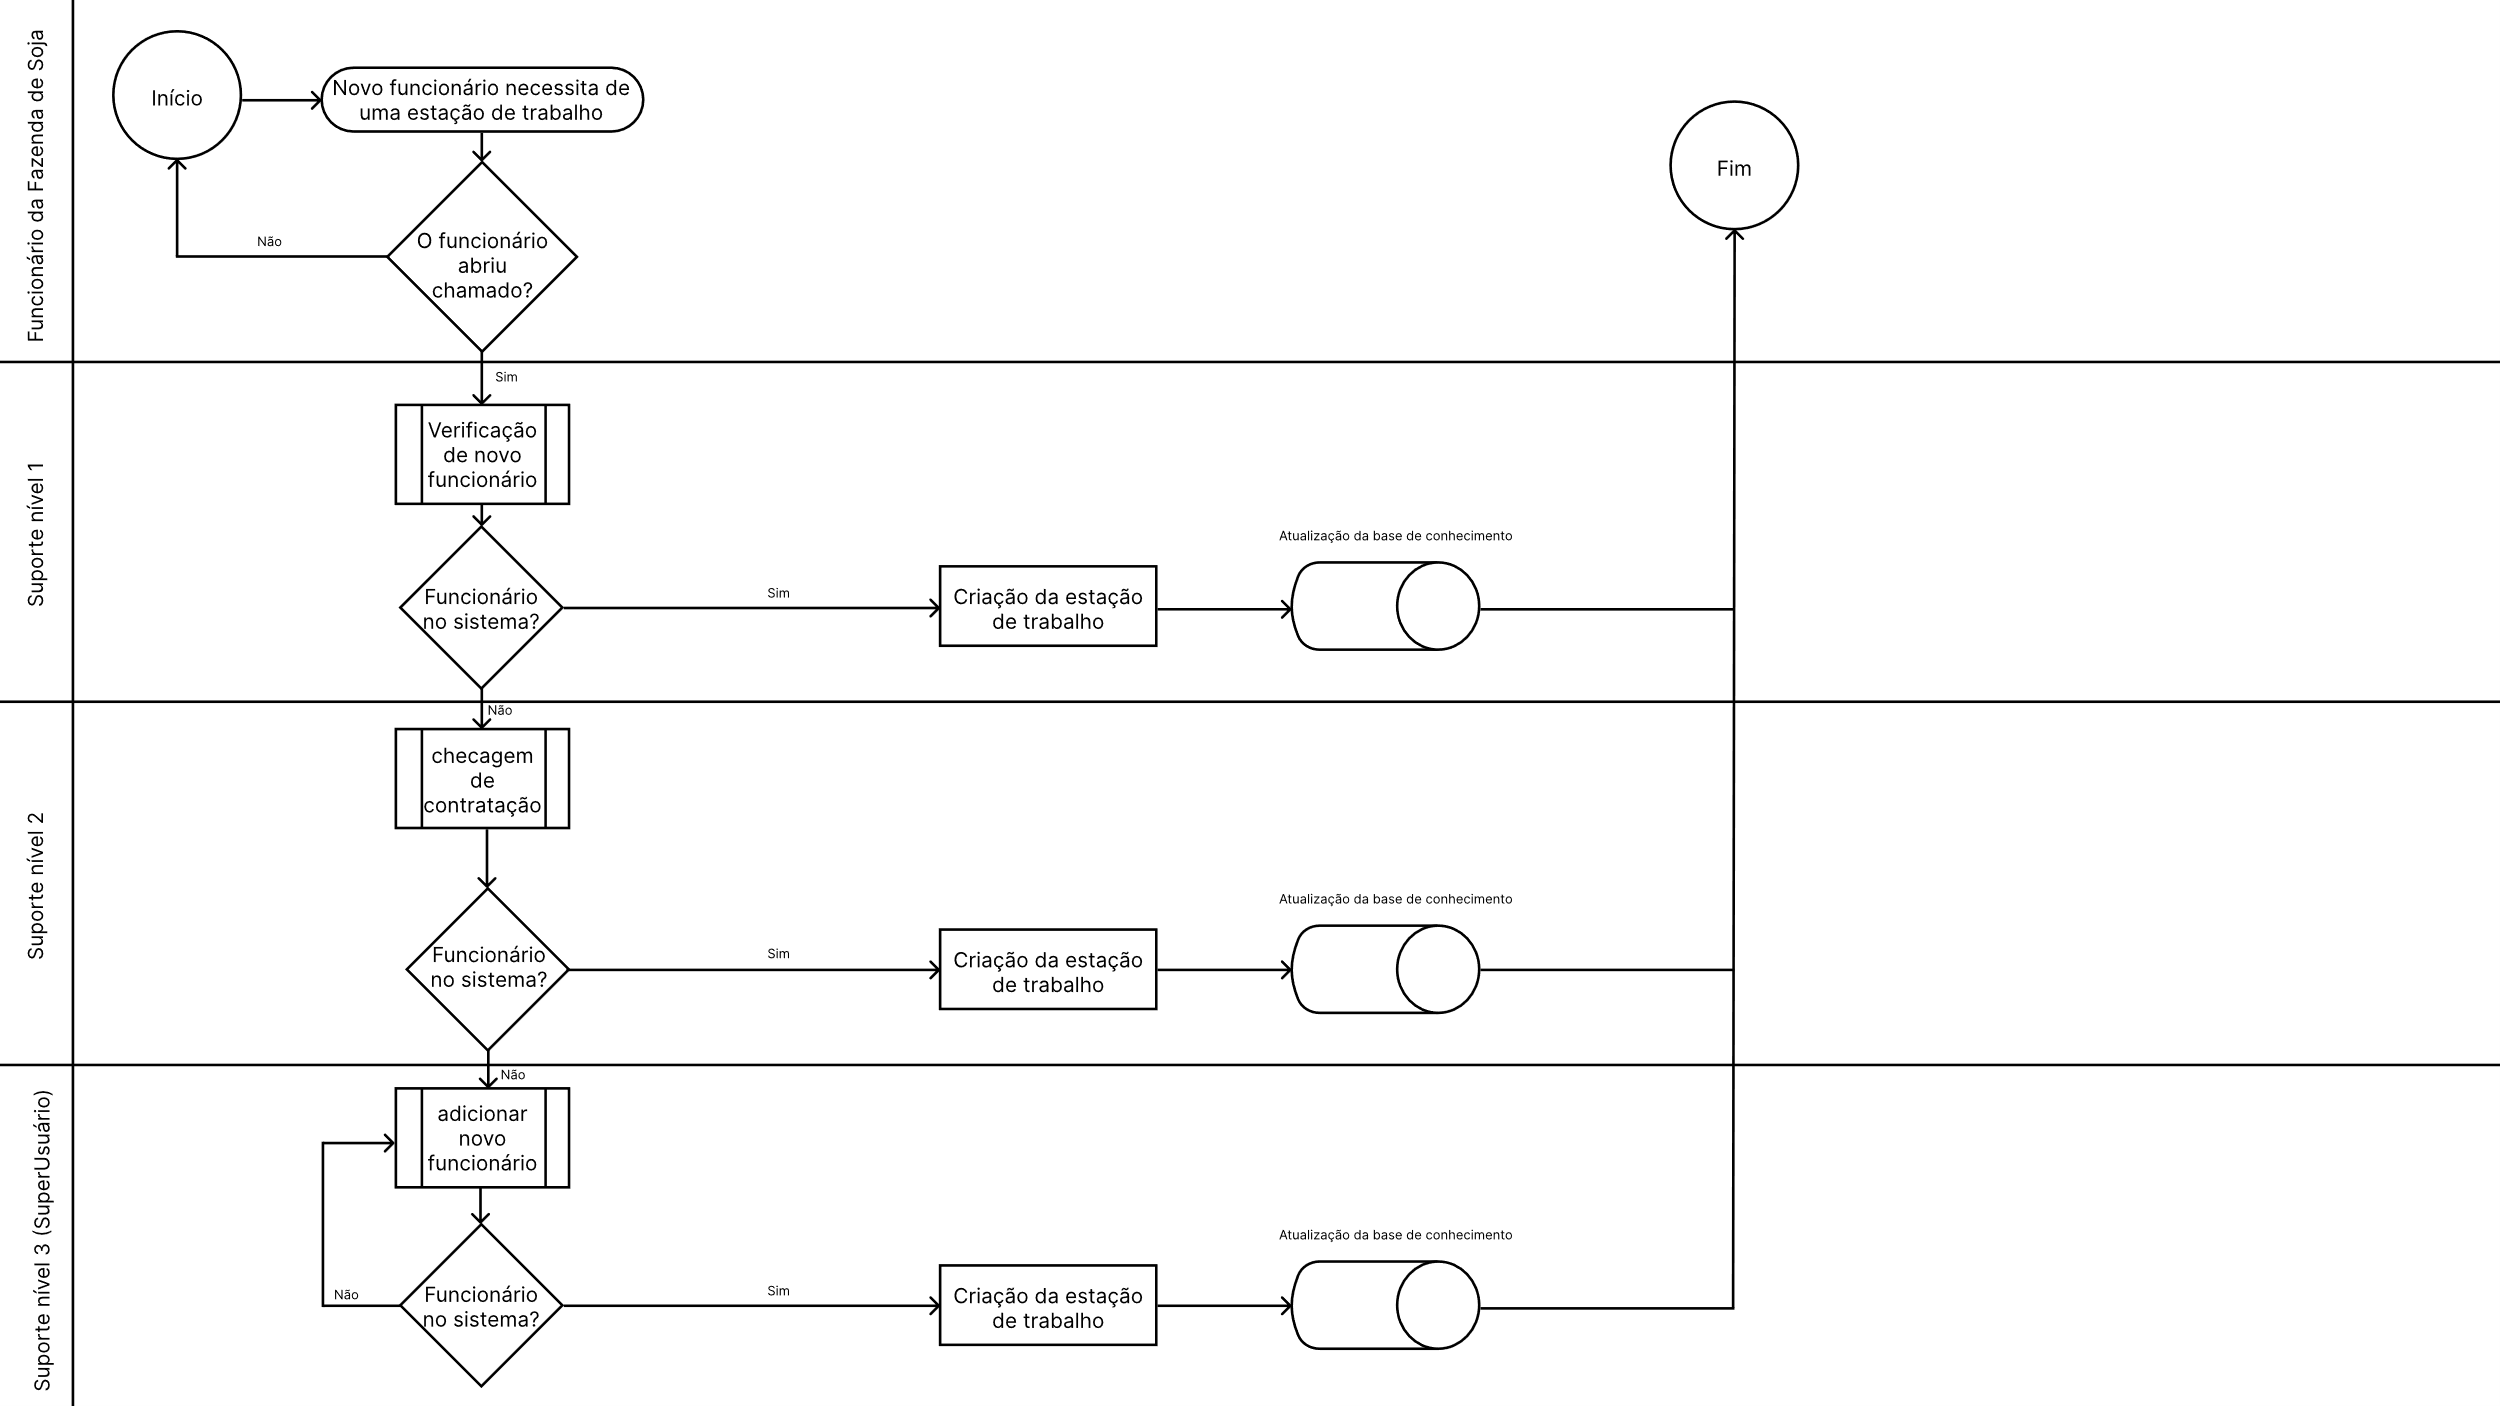 Funcionário da Fazenda de Soja
Início
Novo funcionário necessita de
uma estação de trabalho
Fim
O funcionário
abriu
chamado?
Não
Sim
Suporte nível 1
Verificação
de novo
funcionário
Funcionário
no sistema?
Sim
Criação da estação
de trabalho
Atualização da base de conhecimento
Não
Suporte nível 2
checagem
de
contratação
Funcionário
no sistema?
Sim
Criação da estação
de trabalho
Atualização da base de conhecimento
Não
Suporte nível 3 (SuperUsuário)
adicionar
novo
funcionário
Não
Funcionário
no sistema?
Sim
Criação da estação
de trabalho
Atualização da base de conhecimento